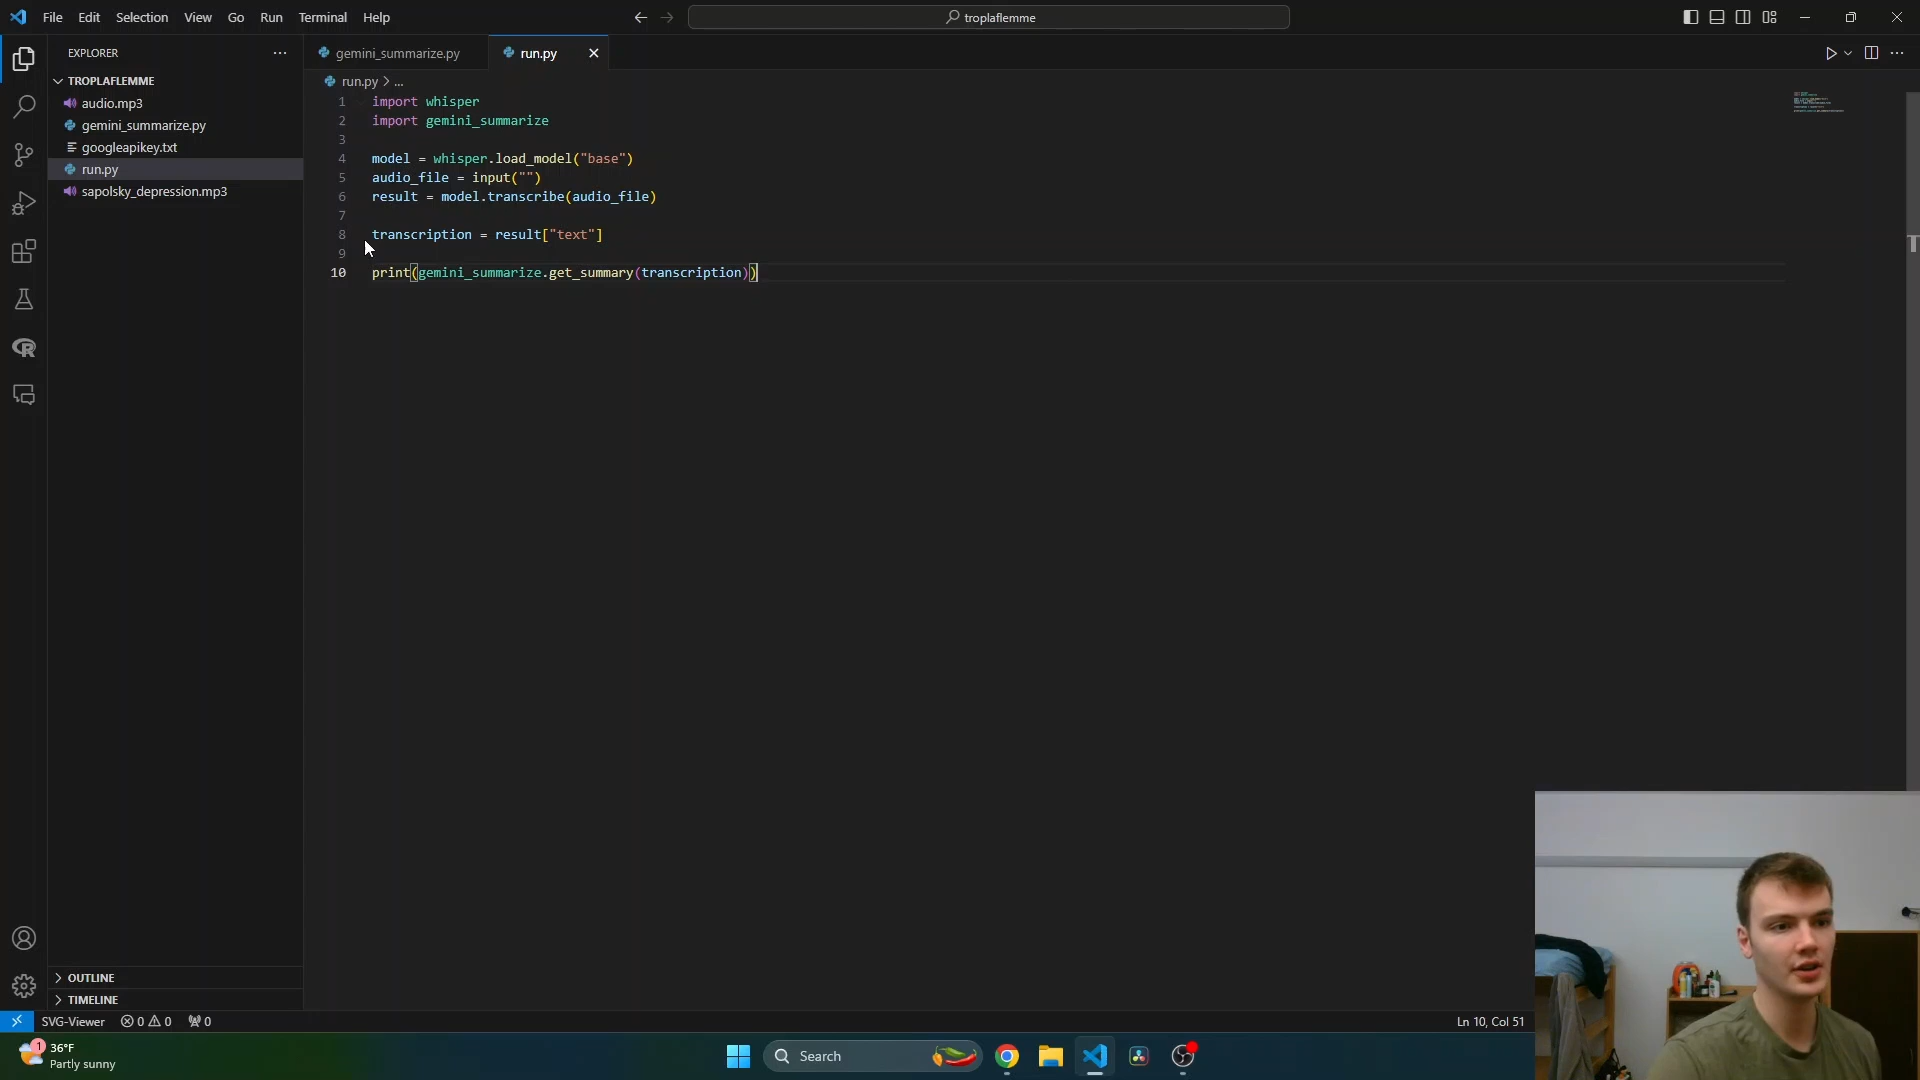 File Edit Selection View Go Run Terminal Help
troplaflemme
EXPLORER
TROPLAFLEMME
audio.mp3
gemini_summarize.py
googleapikey.txt
run.py
sapolsky_depression.mp3
OUTLINE
TIMELINE
gemini_summarize.py
run.py
run.py > ...
1 import whisper
2 import gemini_summarize
3
4 model = whisper.load_model("base")
5 audio_file = input("")
6 result = model.transcribe(audio_file)
7
8 transcription = result["text"]
9
10 print(gemini_summarize.get_summary(transcription))
SVG-Viewer 0 0 0
Ln 10, Col 51
1
36°F
Partly sunny
Search